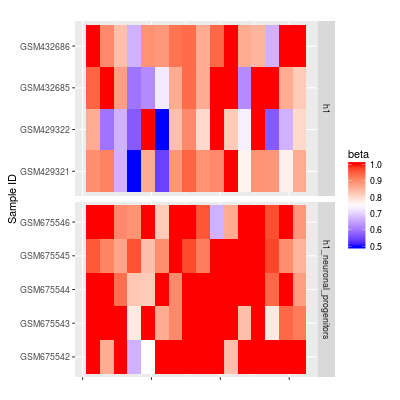 GSM432686
GSM432685
GSM429322
GSM429321
h1
GSM675546
GSM675545
GSM675544
GSM675543
GSM675542
h1_neuronal_progenitors
Sample ID
beta
1.0
0.9
0.8
0.7
0.6
0.5